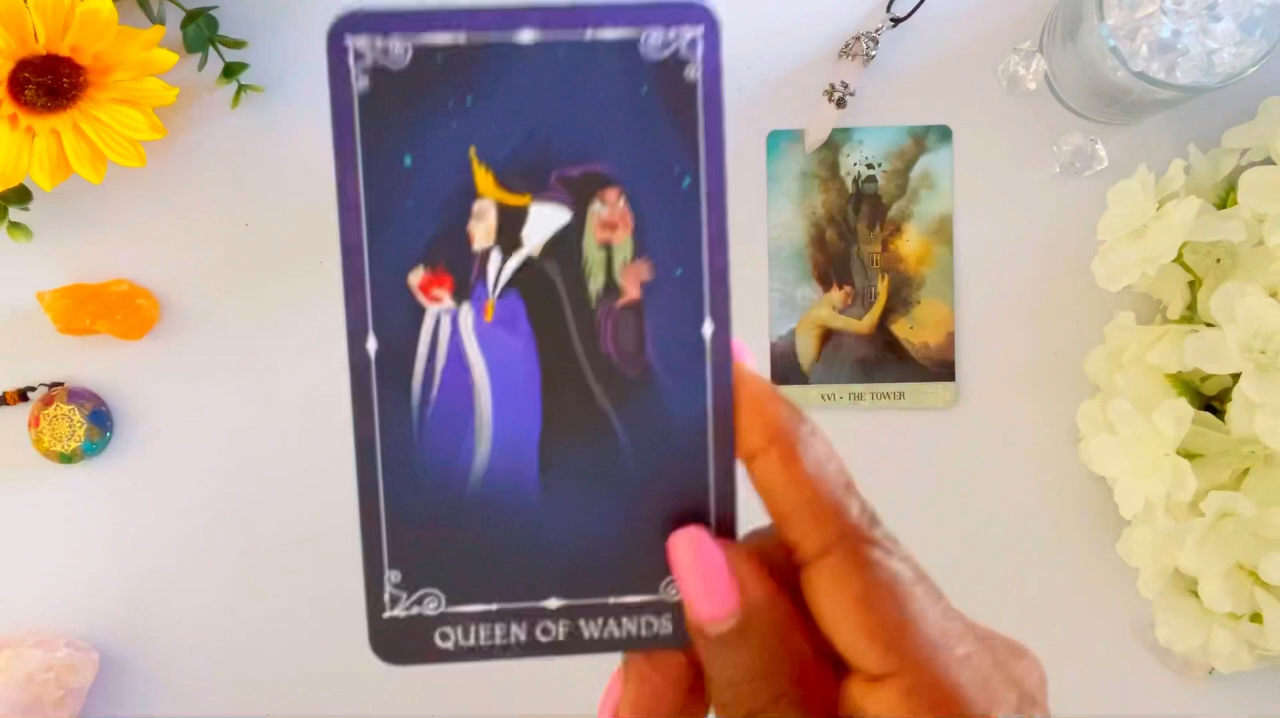 QUEEN OF WANDS
XVI - THE TOWER